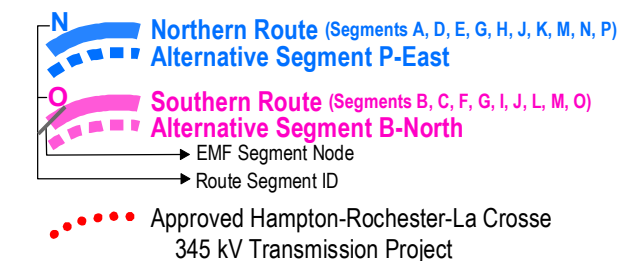 N
Northern Route (Segments A, D, E, G, H, J, K, M, N, P)
Alternative Segment P-East
O
Southern Route (Segments B, C, F, G, I, J, L, M, O)
Alternative Segment B-North
EMF Segment Node
Route Segment ID
Approved Hampton-Rochester-La Crosse
345 kV Transmission Project